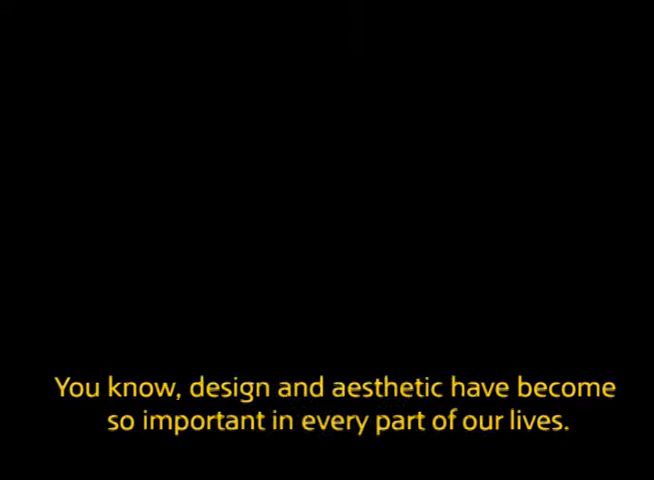 You know, design and aesthetic have become
so important in every part of our lives.